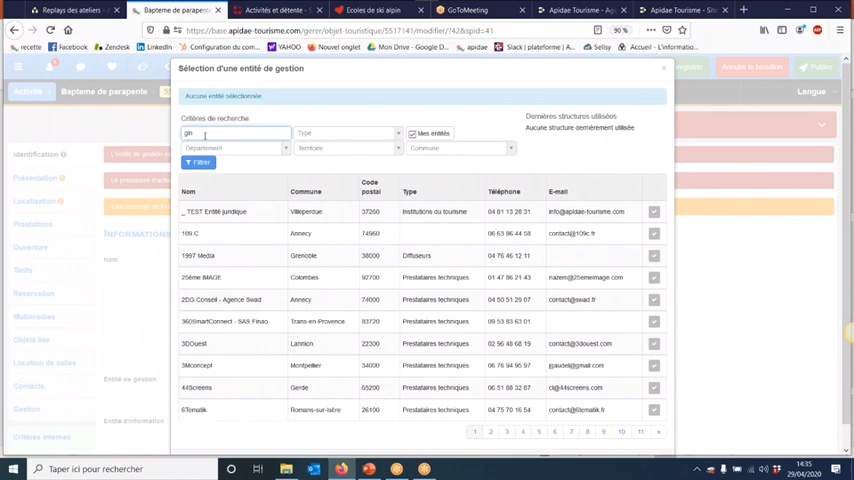 Replays des ateliers - A
Bapteme de parapente
Activités et détente - S
Ecoles de ski alpin
GoToMeeting
Apidae Tourisme - Dem
Apidae Tourisme - Site
https://base.apidae-tourisme.com/gerer/objet-touristique/5517141/modifier/?42&spid=41
90 %
recette
Facebook
Zendesk
LinkedIn
Configuration du com...
YAHOO
Nouvel onglet
Mon Drive - Google D...
apidae
Slack | plateforme | A...
Sellsy
Accueil - L'informatio...
Annuler le brouillon
Publier
Activité
Bapteme de parapente
Langue
Sélection d'une entité de gestion
×
Aucune entité sélectionnée
Critères de recherche
Dernières structures utilisées
gin
Type
Mes entités
Aucune structure dernièrement utilisée
Département
Territoire
Commune
Filtrer
Nom
Commune
Code postal
Type
Téléphone
E-mail
_ TEST Entité juridique
Villeperdue
37260
Institutions du tourisme
04 81 13 28 31
info@apidae-tourisme.com
109 C
Annecy
74960
06 63 86 44 58
contact@109c.fr
1997 Media
Grenoble
38000
Diffuseurs
04 76 46 12 11
25ème IMAGE
Colombes
92700
Prestataires techniques
01 47 86 21 43
nazem@25emeimage.com
2DG Conseil - Agence Swad
Annecy
74000
Prestataires techniques
04 50 51 29 07
contact@swad.fr
360SmartConnect - SAS Finao
Trans-en-Provence
83720
Prestataires techniques
09 53 83 63 01
3DOuest
Lannion
22300
Prestataires techniques
02 96 48 68 19
contact@3douest.com
3Mconcept
Montpellier
34000
Prestataires techniques
06 76 94 95 97
jgaudel@gmail.com
44Screens
Gerde
65200
Prestataires techniques
06 51 88 32 87
cl@44screens.com
6Tematik
Romans-sur-Isère
26100
Prestataires techniques
04 75 70 16 54
contact@6tematik.fr
1 2 3 4 5 6 7 8 9 10 11 »
Identification
Présentation
Localisation
Prestations
Ouverture
Tarifs
Réservation
Multimédias
Objets liés
Location de salles
Contacts
Gestion
Critères internes
INFORMATIONS
Nom
Entité de gestion
Entité d'information
Taper ici pour rechercher
14:35
29/04/2020